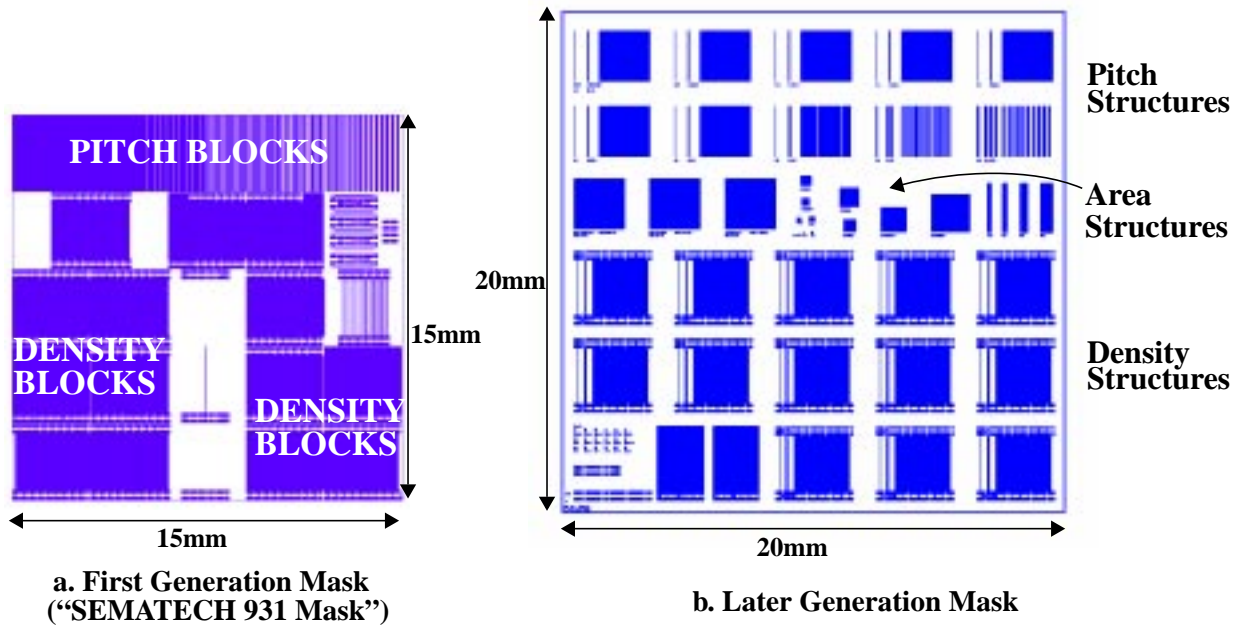 PITCH BLOCKS
DENSITY
BLOCKS
DENSITY
BLOCKS
15mm
15mm
a. First Generation Mask
(“SEMATECH 931 Mask”)
20mm
Pitch
Structures
Area
Structures
Density
Structures
20mm
b. Later Generation Mask